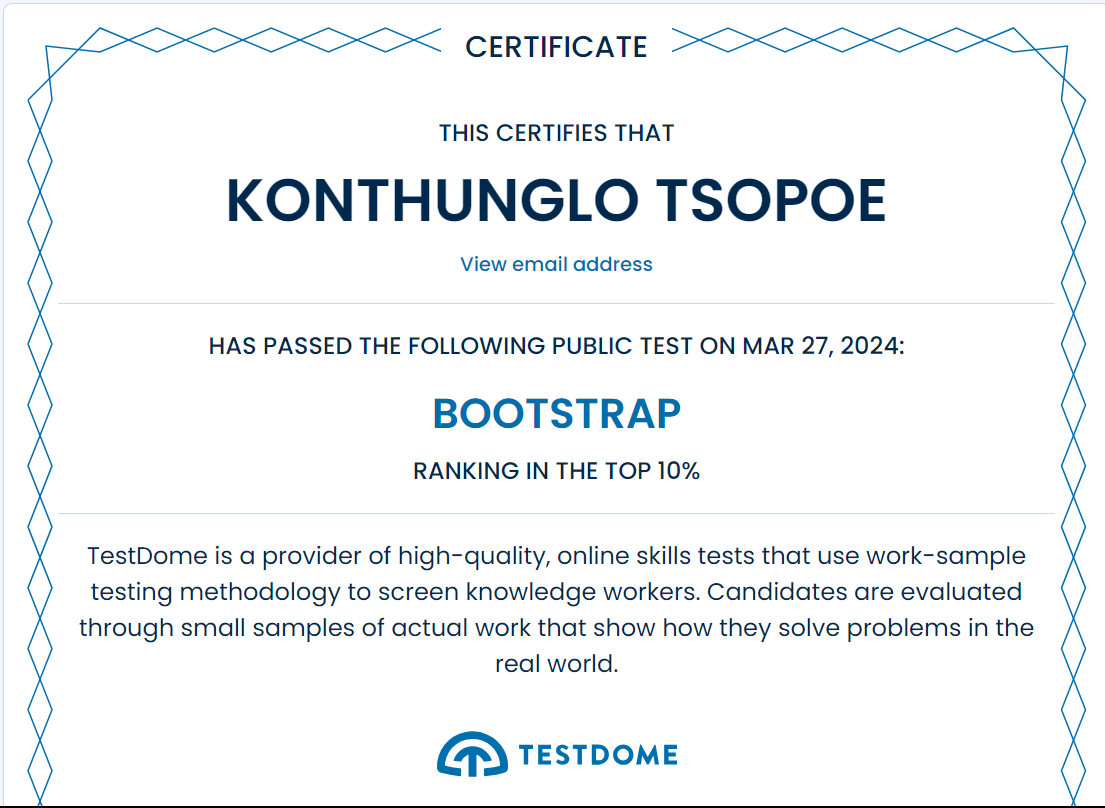 CERTIFICATE
THIS CERTIFIES THAT
KONTHUNGLO TSOPOE
View email address
HAS PASSED THE FOLLOWING PUBLIC TEST ON MAR 27, 2024:
BOOTSTRAP
RANKING IN THE TOP 10%
TestDome is a provider of high-quality, online skills tests that use work-sample
testing methodology to screen knowledge workers. Candidates are evaluated
through small samples of actual work that show how they solve problems in the
real world.
TESTDOME